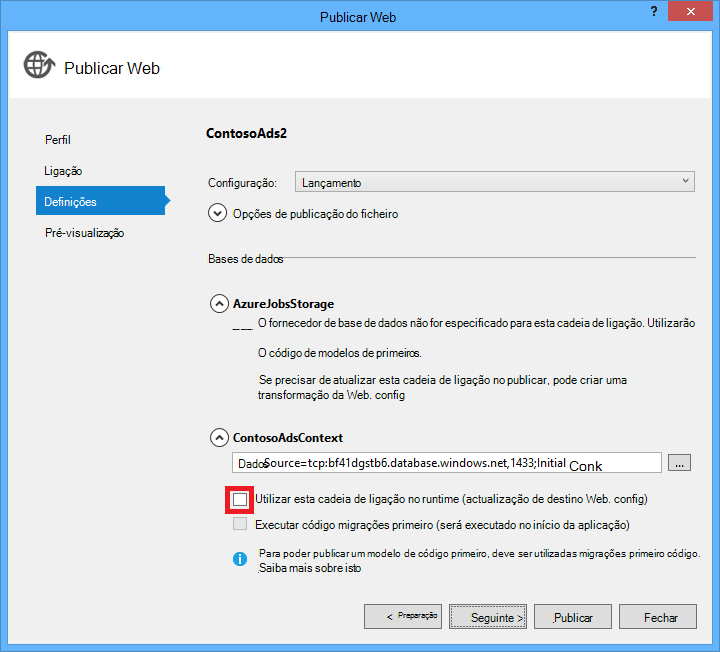 Publicar Web
?
Publicar Web
Perfil
Ligação
Definições
Pré-visualização
ContosoAds2
Configuração: Lançamento
Opções de publicação do ficheiro
Bases de dados
AzureJobsStorage
O fornecedor de base de dados não for especificado para esta cadeia de ligação. Utilizarão
O código de modelos de primeiros.
Se precisar de atualizar esta cadeia de ligação no publicar, pode criar uma
transformação da Web. config
ContosoAdsContext
Dados Source=tcp:bf41dgstb6.database.windows.net,1433;Initial Conk ...
Utilizar esta cadeia de ligação no runtime (actualização de destino Web. config)
Executar código migrações primeiro (será executado no início da aplicação)
Para poder publicar um modelo de código primeiro, deve ser utilizadas migrações primeiro código.
Saiba mais sobre isto
< Preparação Seguinte > Publicar Fechar